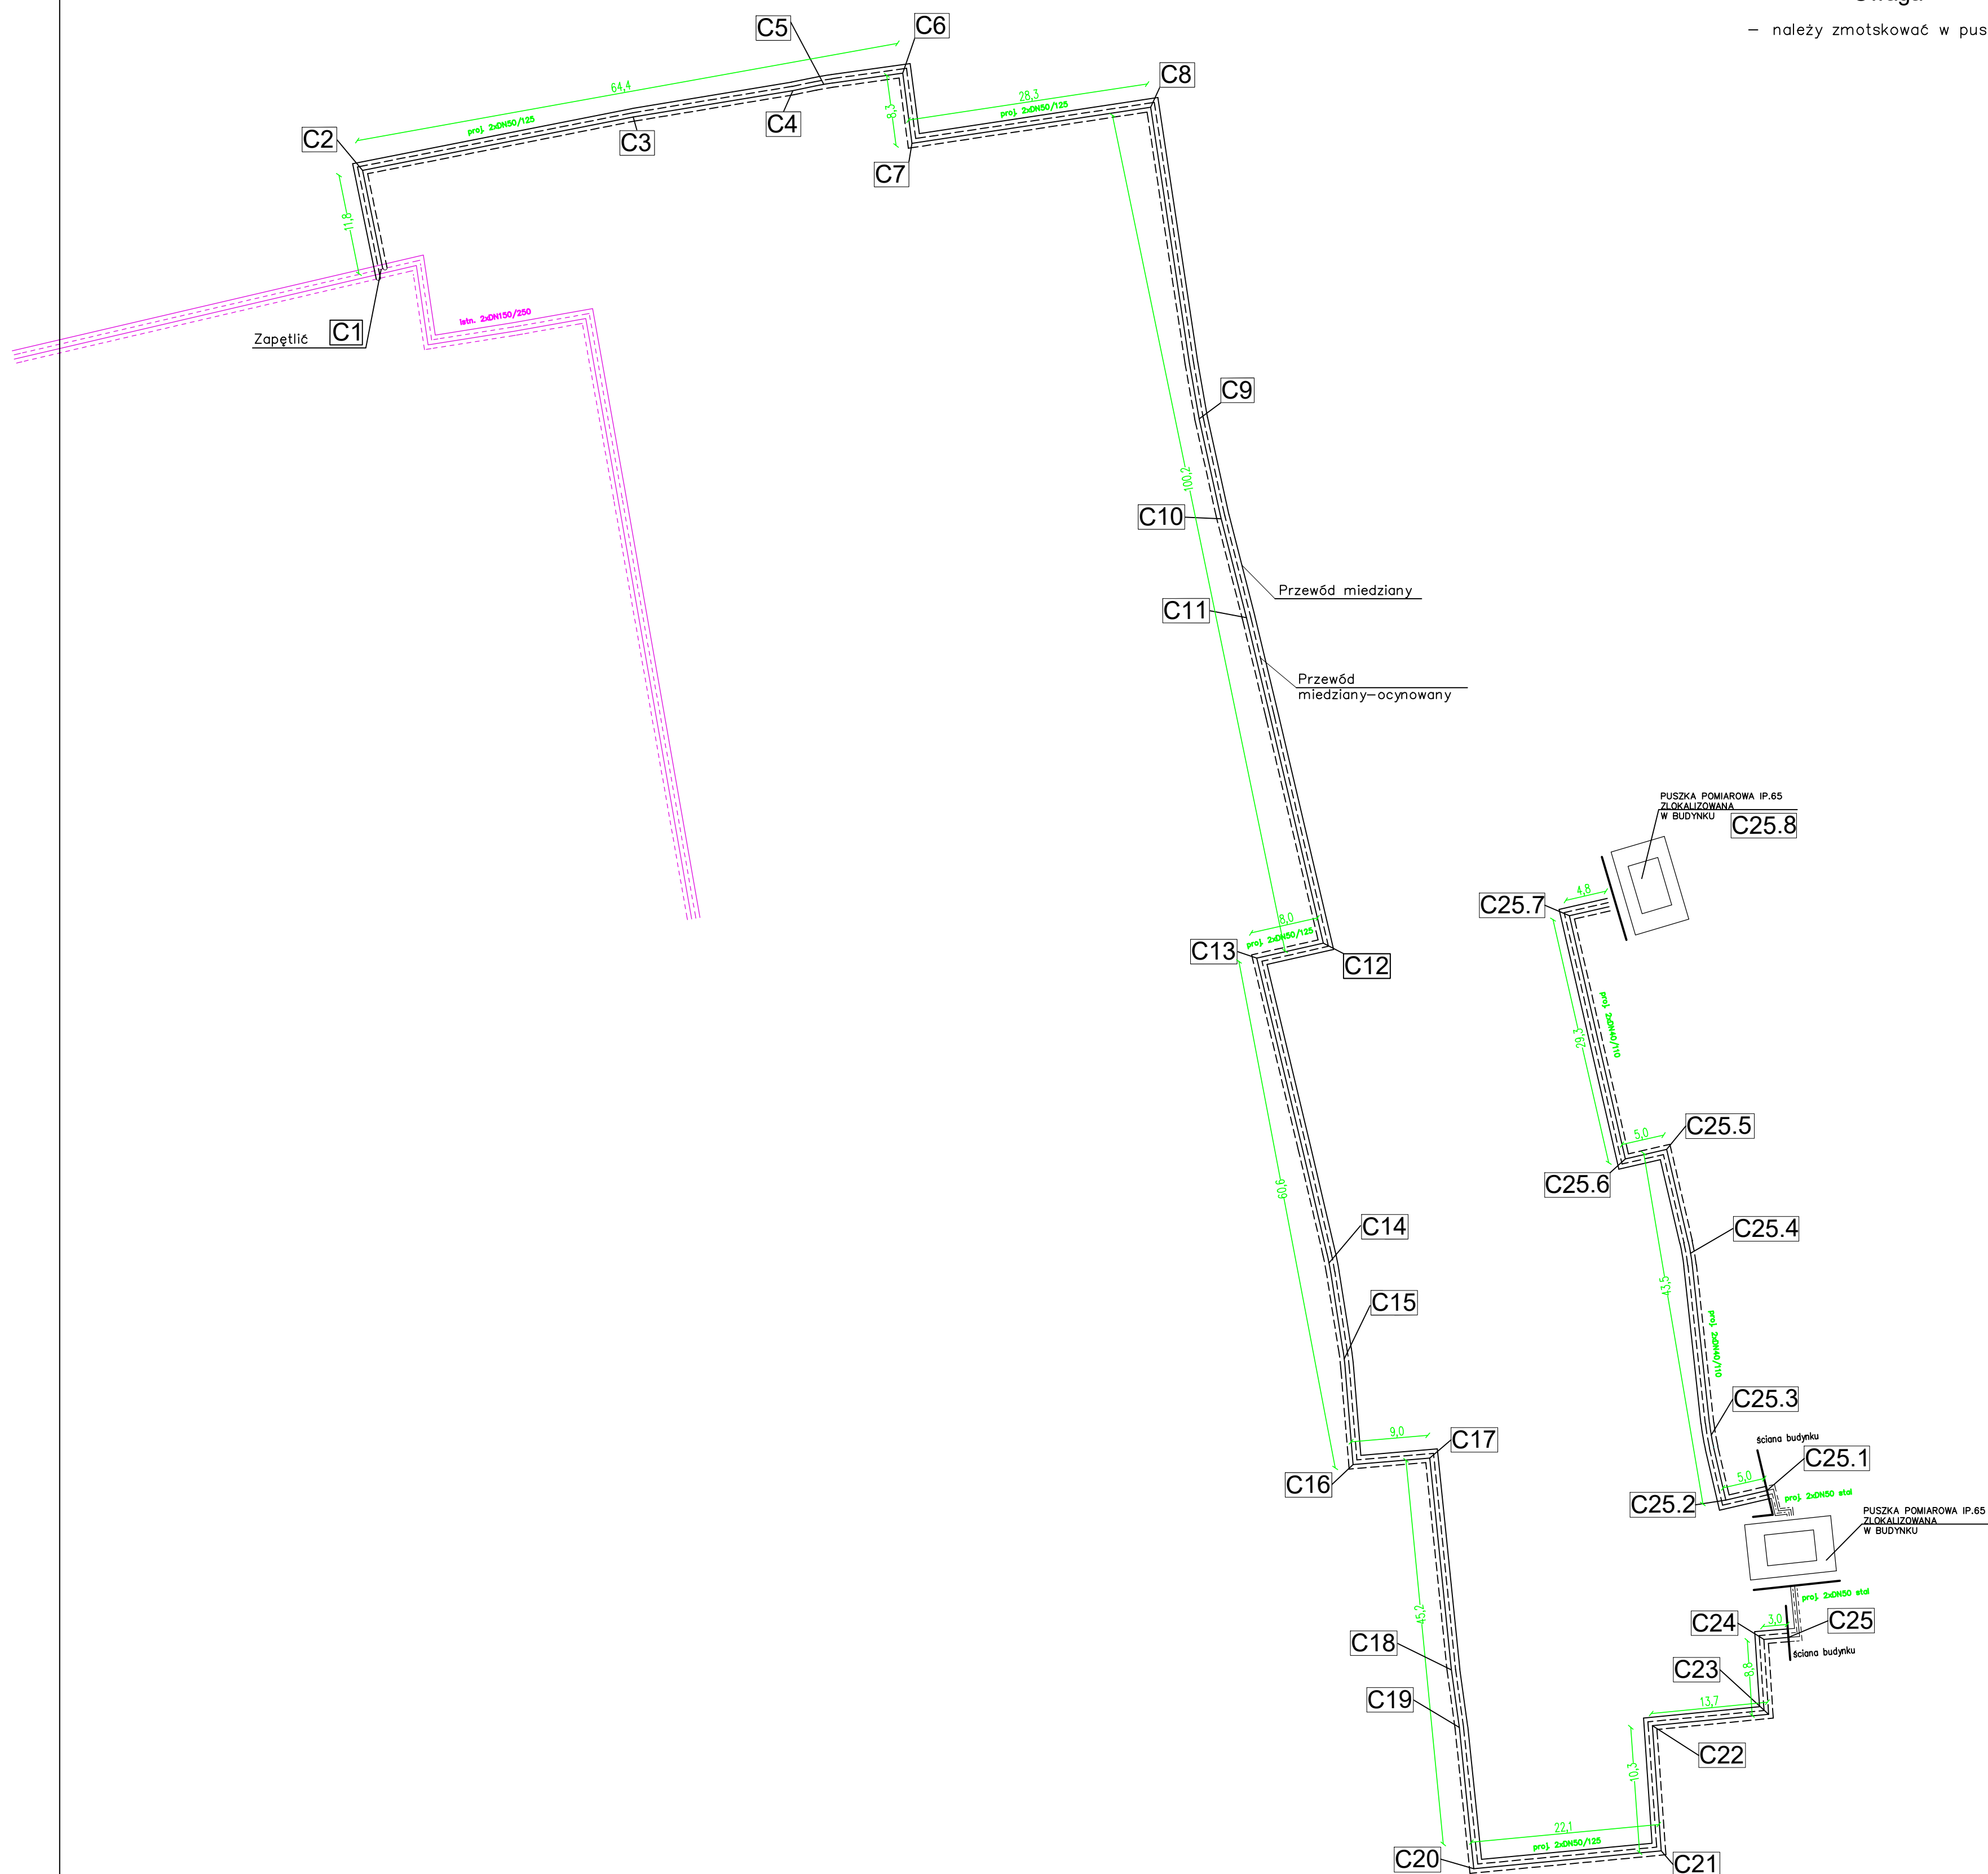 – należy zmotskować w pus
C5
C6
64,4
C8
28,3
proj. 2xDN50/125
8,3
proj. 2xDN50/125
C2
C4
C3
C7
11,8
istn. 2xDN150/250
Zapętlić
C1
C9
100,2
C10
Przewód miedziany
C11
Przewód
miedziany-ocynowany
PUSZKA POMIAROWA IP.65
ZLOKALIZOWANA
W BUDYNKU
C25.8
4,8
C25.7
8,0
proj. 2xDN50/125
C13
C12
proj. 2xDN40/110
29,3
5,0
C25.5
C25.6
60,6
C14
C25.4
43,5
C15
proj. 2xDN40/110
C25.3
9,0
C17
ściana budynku
C25.1
C16
5,0
C25.2
proj. 2xDN50 stal
PUSZKA POMIAROWA IP.65
ZLOKALIZOWANA
W BUDYNKU
45,2
proj. 2xDN50 stal
C24
3,0
C25
C18
ściana budynku
8,8
C23
C19
13,7
C22
10,3
22,1
proj. 2xDN50/125
C20
C21